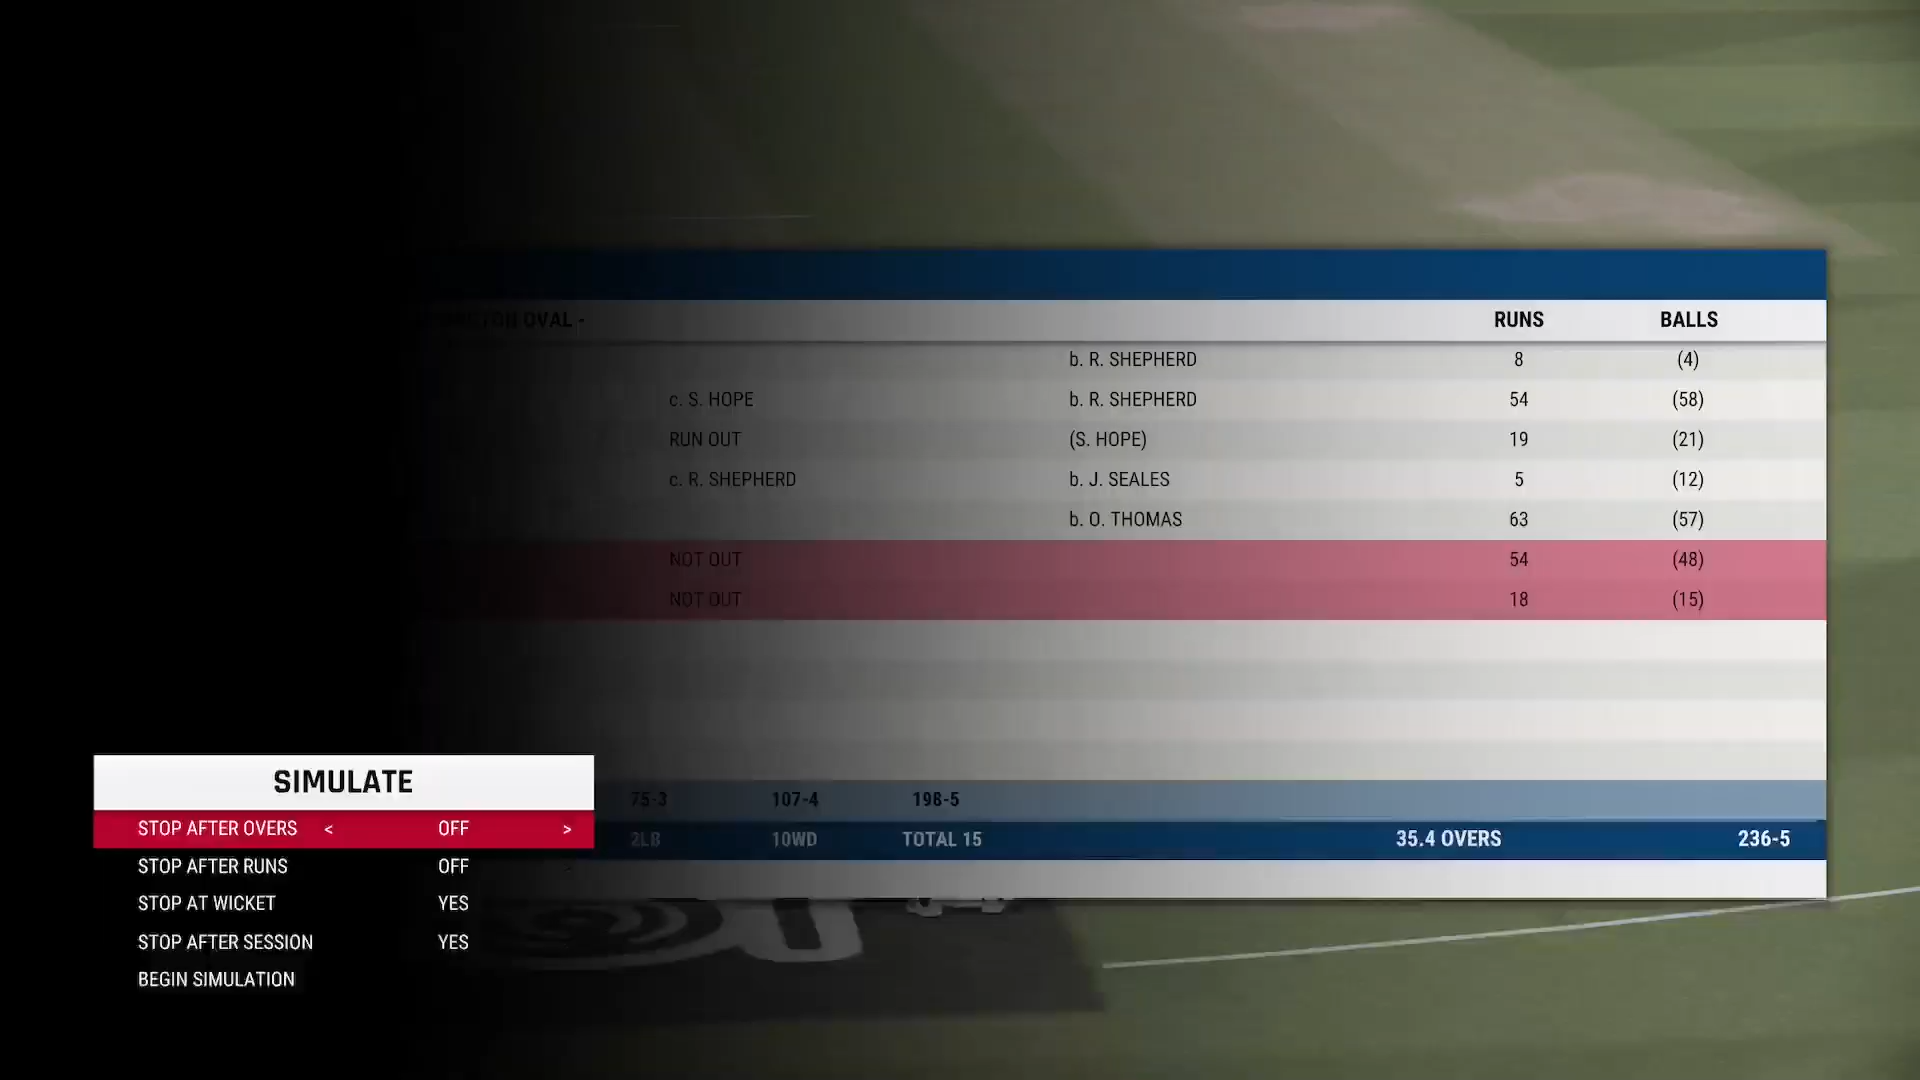 OVAL - RUNS BALLS
b. R. SHEPHERD 8 (4)
c. S. HOPE b. R. SHEPHERD 54 (58)
RUN OUT (S. HOPE) 19 (21)
c. R. SHEPHERD b. J. SEALES 5 (12)
b. O. THOMAS 63 (57)
NOT OUT 54 (48)
NOT OUT 18 (15)
75-3 107-4 198-5
2LB 10WD TOTAL 15 35.4 OVERS 236-5
SIMULATE
STOP AFTER OVERS < OFF >
STOP AFTER RUNS OFF
STOP AT WICKET YES
STOP AFTER SESSION YES
BEGIN SIMULATION